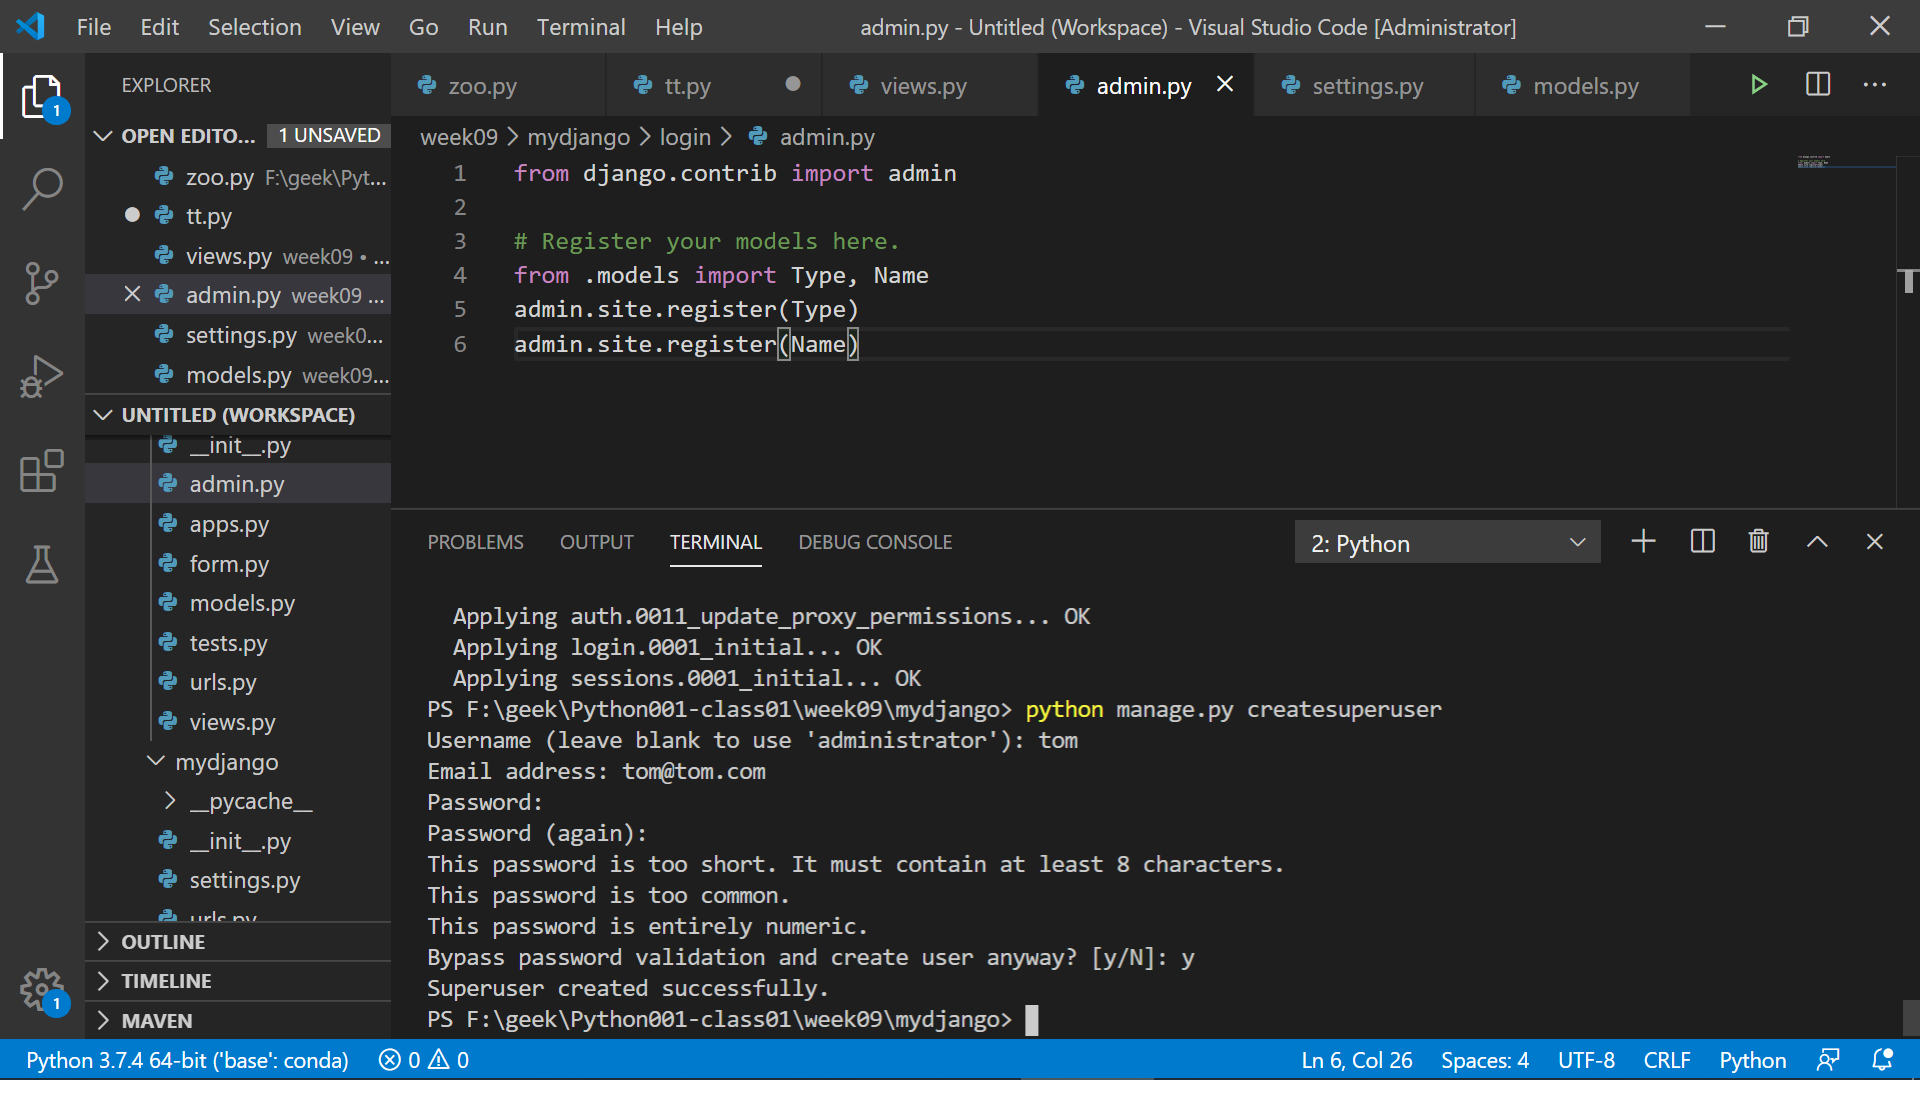 File Edit Selection View Go Run Terminal Help admin.py - Untitled (Workspace) - Visual Studio Code [Administrator]
EXPLORER
zoo.py tt.py views.py admin.py settings.py models.py
1
OPEN EDITO... 1 UNSAVED
zoo.py F:\geek\Pyt...
tt.py
views.py week09 • ...
admin.py week09 ...
settings.py week0...
models.py week09...
UNTITLED (WORKSPACE)
__init__.py
admin.py
apps.py
form.py
models.py
tests.py
urls.py
views.py
mydjango
__pycache__
__init__.py
settings.py
urls.py
OUTLINE
TIMELINE
MAVEN
1
week09 > mydjango > login > admin.py
1 from django.contrib import admin
2
3 # Register your models here.
4 from .models import Type, Name
5 admin.site.register(Type)
6 admin.site.register(Name)
PROBLEMS OUTPUT TERMINAL DEBUG CONSOLE 2: Python
Applying auth.0011_update_proxy_permissions... OK
Applying login.0001_initial... OK
Applying sessions.0001_initial... OK
PS F:\geek\Python001-class01\week09\mydjango> python manage.py createsuperuser
Username (leave blank to use 'administrator'): tom
Email address: tom@tom.com
Password:
Password (again):
This password is too short. It must contain at least 8 characters.
This password is too common.
This password is entirely numeric.
Bypass password validation and create user anyway? [y/N]: y
Superuser created successfully.
PS F:\geek\Python001-class01\week09\mydjango>
Python 3.7.4 64-bit ('base': conda) 0 0 Ln 6, Col 26 Spaces: 4 UTF-8 CRLF Python